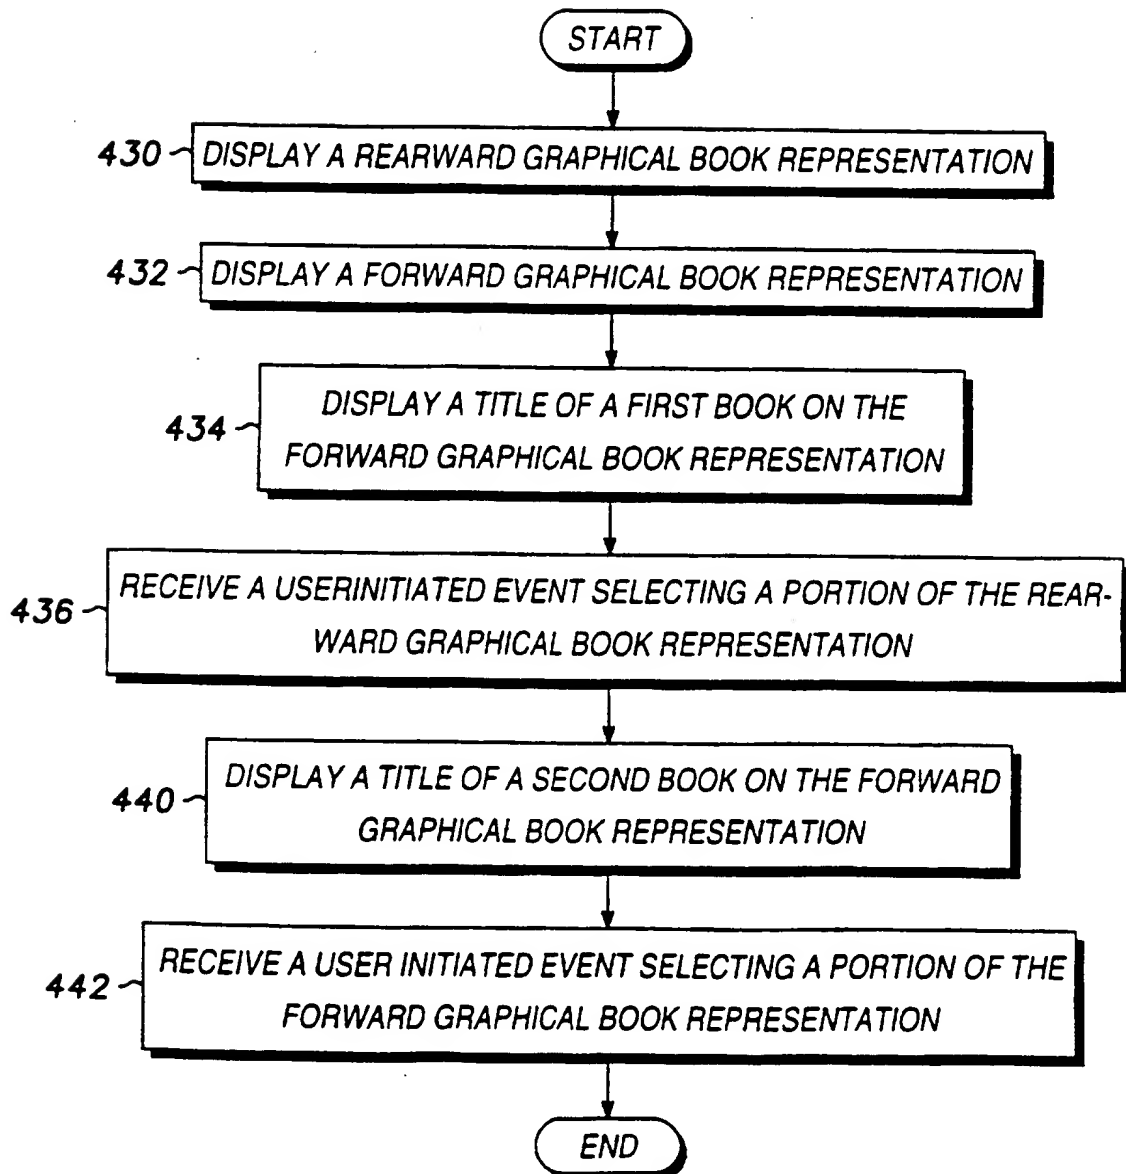 START
430 DISPLAY A REARWARD GRAPHICAL BOOK REPRESENTATION
432 DISPLAY A FORWARD GRAPHICAL BOOK REPRESENTATION
DISPLAY A TITLE OF A FIRST BOOK ON THE
434
FORWARD GRAPHICAL BOOK REPRESENTATION
RECEIVE A USERINITIATED EVENT SELECTING A PORTION OF THE REAR-
436
WARD GRAPHICAL BOOK REPRESENTATION
DISPLAY A TITLE OF A SECOND BOOK ON THE FORWARD
440
GRAPHICAL BOOK REPRESENTATION
RECEIVE A USER INITIATED EVENT SELECTING A PORTION OF THE
442
FORWARD GRAPHICAL BOOK REPRESENTATION
END